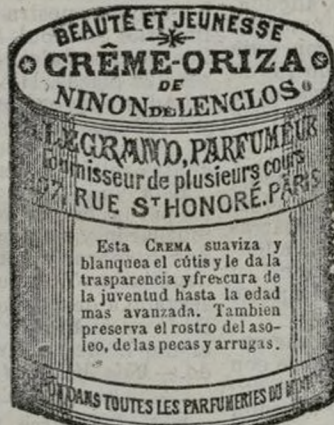 BEAUTÉ ET JEUNESSE
CRÊME-ORIZA
DE
NINON DE LENCLOS
LEGRAND, PARFUMEUR
Fournisseur de plusieurs cours
207, RUE ST HONORÉ. PARIS
Esta CREMA suaviza y
blanquea el cútis y le da la
trasparencia y frescura de
la juventud hasta la edad
mas avanzada. Tambien
preserva el rostro del aso-
leo, de las pecas y arrugas.
DANS TOUTES LES PARFUMERIES DU